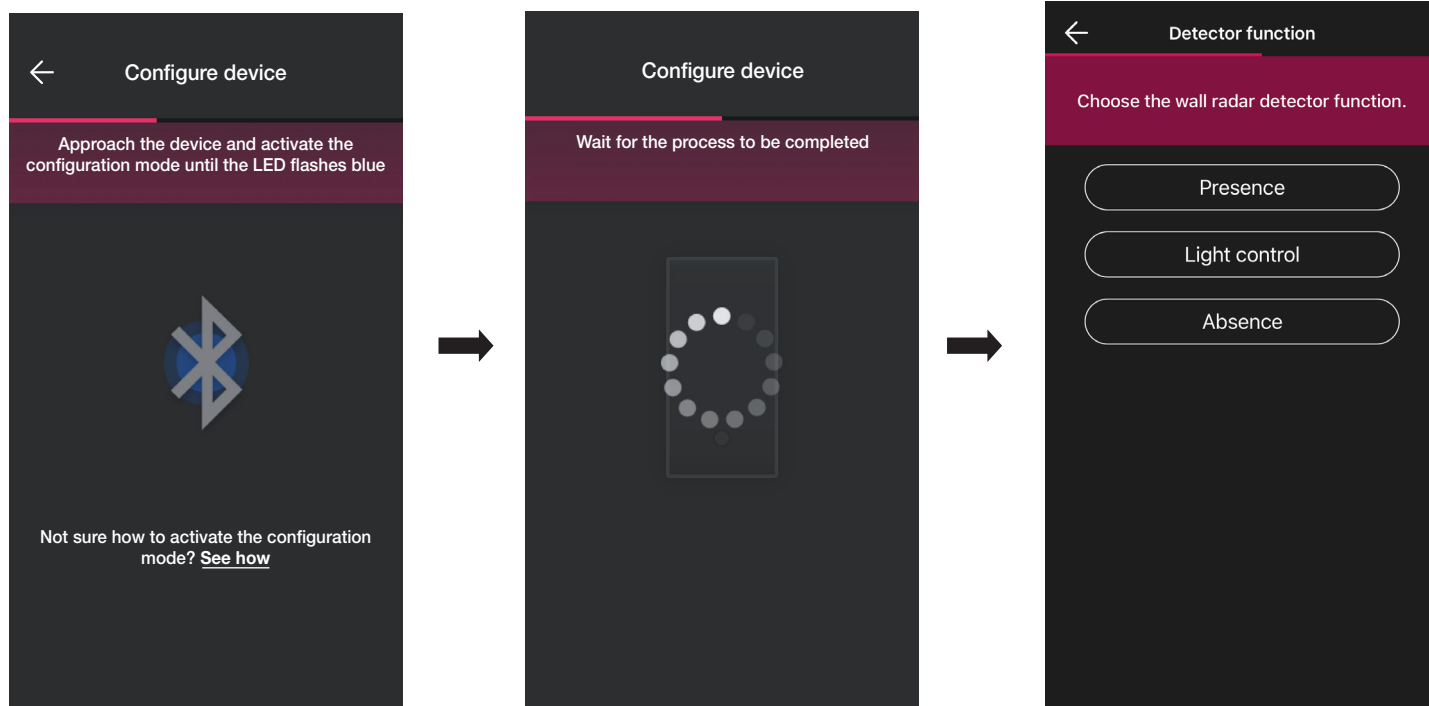 Configure device
Approach the device and activate the
configuration mode until the LED flashes blue
Not sure how to activate the configuration
mode? See how
Configure device
Wait for the process to be completed
Detector function
Choose the wall radar detector function.
Presence
Light control
Absence